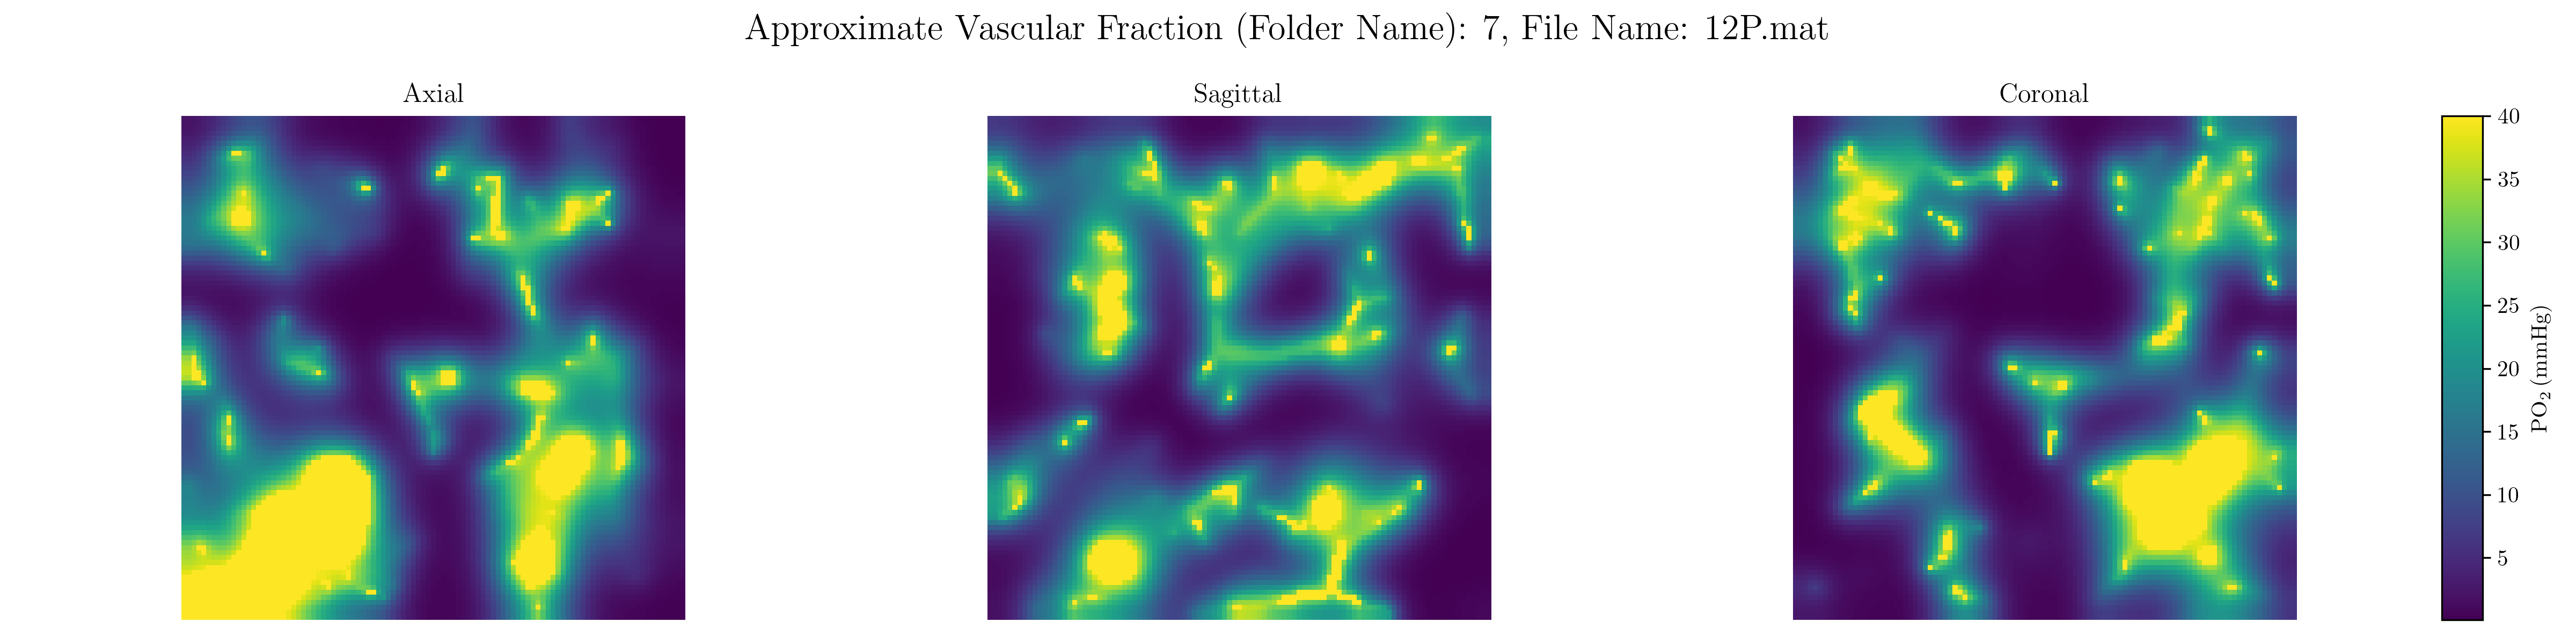 Approximate Vascular Fraction (Folder Name): 7, File Name: 12P.mat
Axial
Sagittal
Coronal
40
35
30
25
20
15
10
5
PO₂ (mmHg)